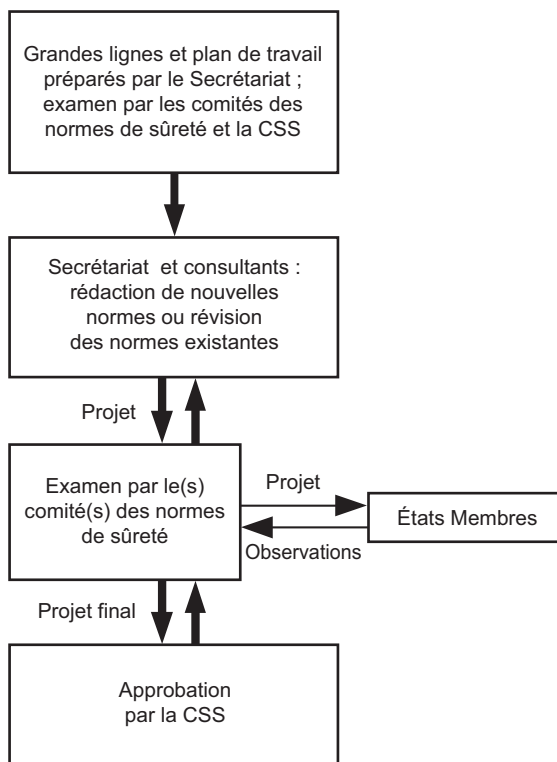 Grandes lignes et plan de travail
préparés par le Secrétariat ;
examen par les comités des
normes de sûreté et la CSS
Secrétariat et consultants :
rédaction de nouvelles
normes ou révision
des normes existantes
Projet
Examen par le(s)
comité(s) des normes
de sûreté
Projet
États Membres
Observations
Projet final
Approbation
par la CSS